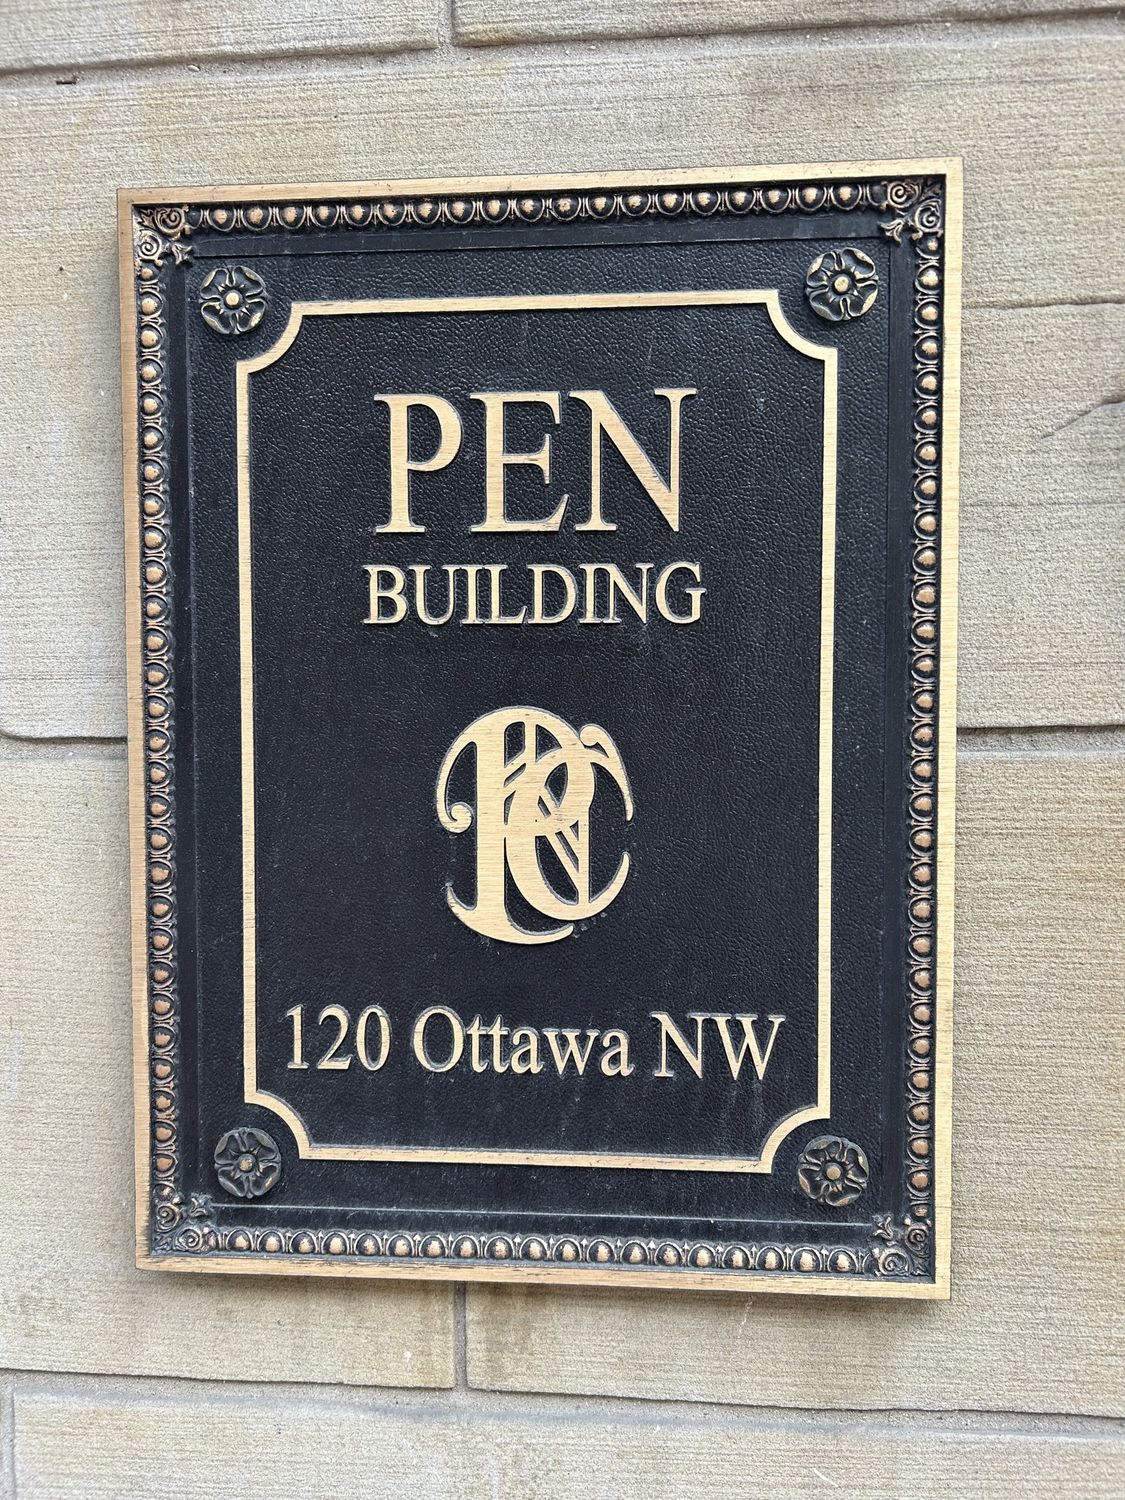 PEN
BUILDING
120 Ottawa NW